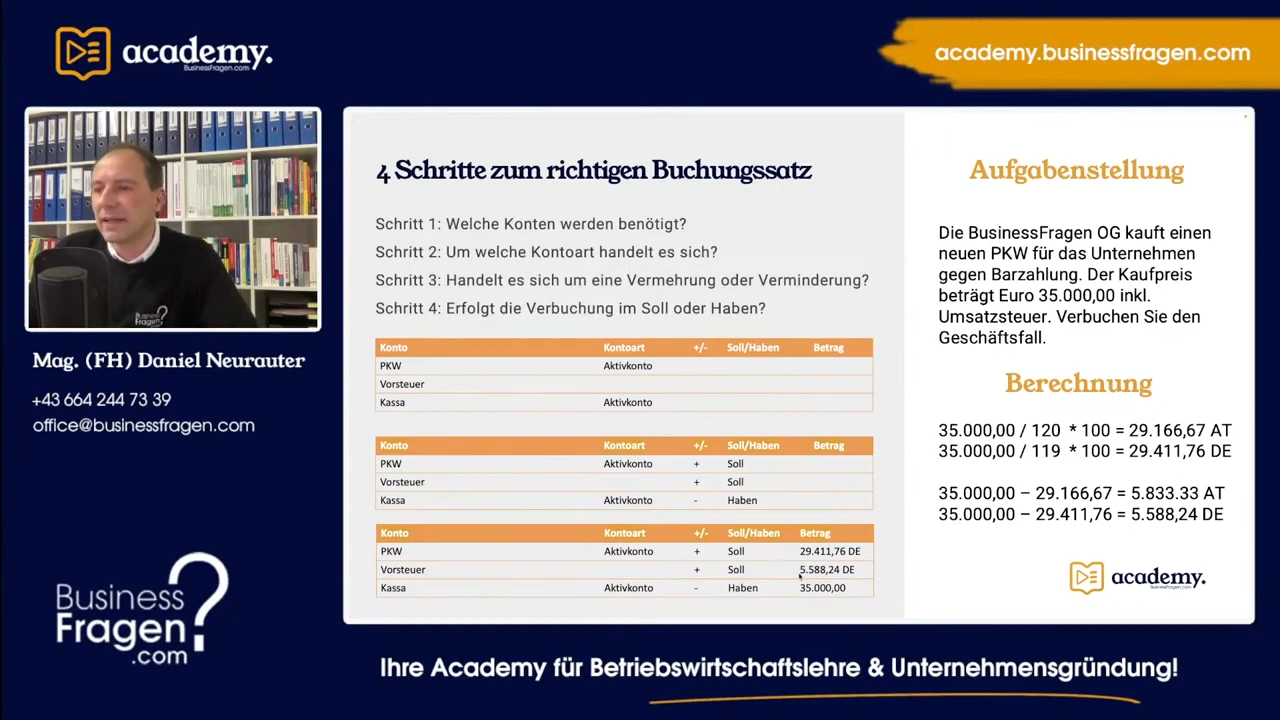 academy.
BusinessFragen.com
academy.businessfragen.com
Business
Fragen?
Mag. (FH) Daniel Neurauter
+43 664 244 73 39
office@businessfragen.com
Business
Fragen?
.com
4 Schritte zum richtigen Buchungssatz
Schritt 1: Welche Konten werden benötigt?
Schritt 2: Um welche Kontoart handelt es sich?
Schritt 3: Handelt es sich um eine Vermehrung oder Verminderung?
Schritt 4: Erfolgt die Verbuchung im Soll oder Haben?
Konto Kontoart +/- Soll/Haben Betrag
PKW Aktivkonto
Vorsteuer
Kassa Aktivkonto
Konto Kontoart +/- Soll/Haben Betrag
PKW Aktivkonto + Soll
Vorsteuer + Soll
Kassa Aktivkonto - Haben
Konto Kontoart +/- Soll/Haben Betrag
PKW Aktivkonto + Soll 29.411,76 DE
Vorsteuer + Soll 5.588,24 DE
Kassa Aktivkonto - Haben 35.000,00
Aufgabenstellung
Die BusinessFragen OG kauft einen
neuen PKW für das Unternehmen
gegen Barzahlung. Der Kaufpreis
beträgt Euro 35.000,00 inkl.
Umsatzsteuer. Verbuchen Sie den
Geschäftsfall.
Berechnung
35.000,00 / 120 * 100 = 29.166,67 AT
35.000,00 / 119 * 100 = 29.411,76 DE
35.000,00 – 29.166,67 = 5.833.33 AT
35.000,00 – 29.411,76 = 5.588,24 DE
academy.
Ihre Academy für Betriebswirtschaftslehre & Unternehmensgründung!